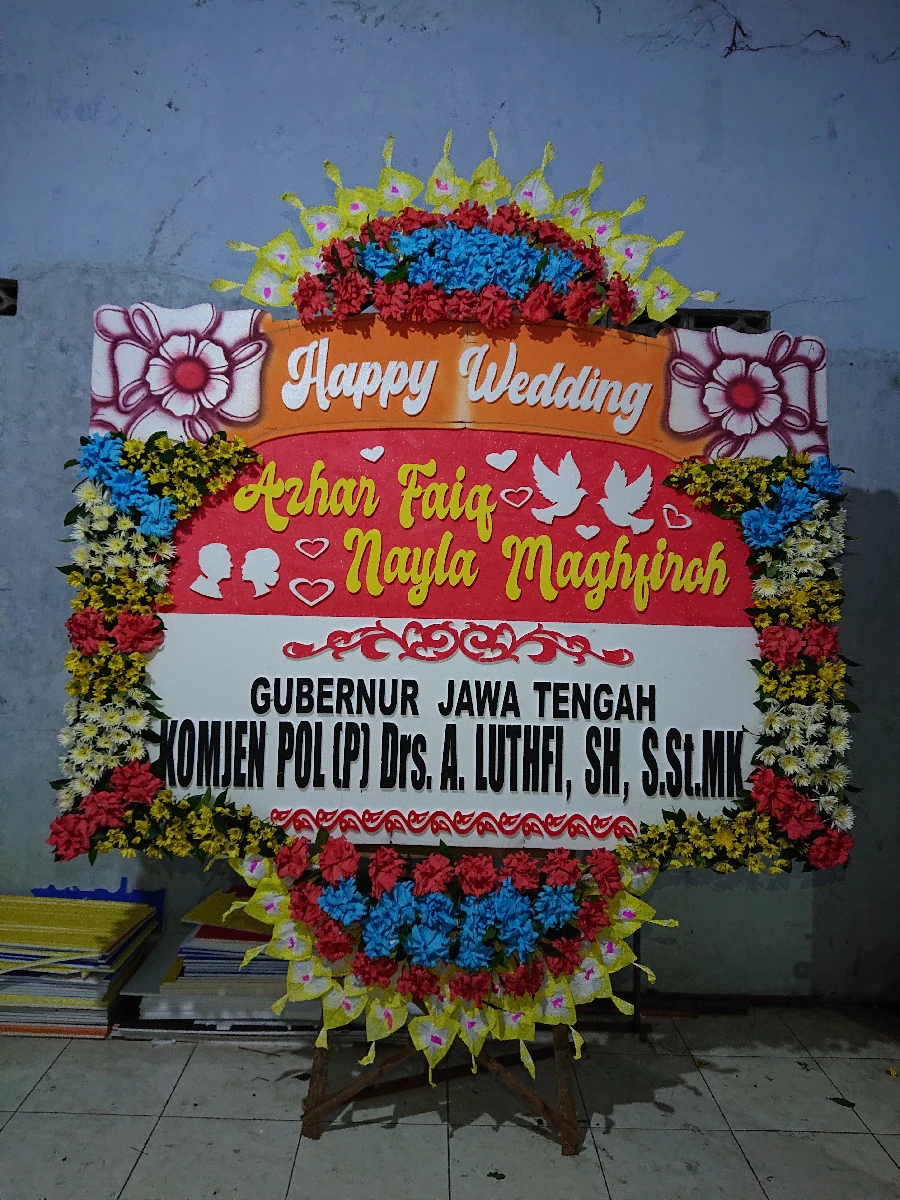 Happy Wedding
Azhar Faiq
Nayla Maghfiroh
GUBERNUR JAWA TENGAH
KOMJEN POL (P) Drs. A. LUTHFI, SH, S.St.MK